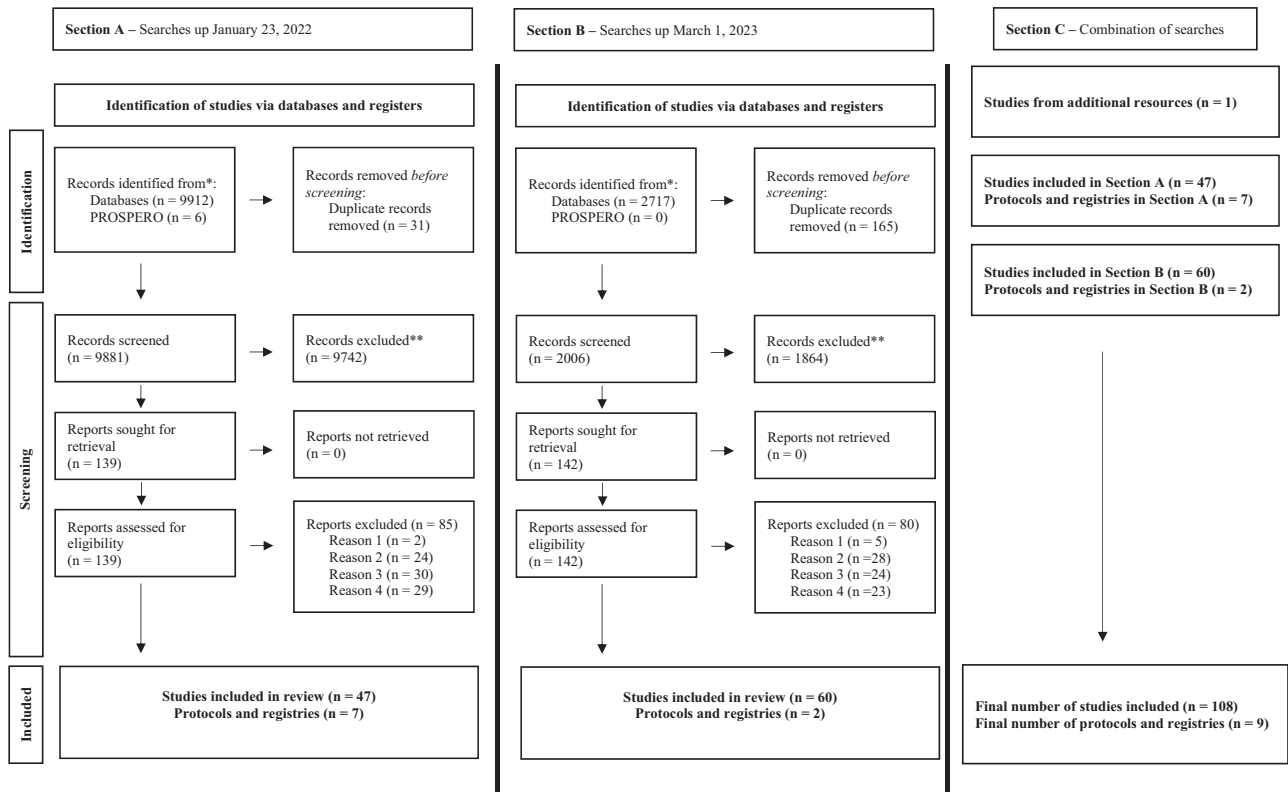 Section A – Searches up January 23, 2022
Identification of studies via databases and registers
Identification
Records identified from*:
Databases (n = 9912)
PROSPERO (n = 6)
Records removed before
screening:
Duplicate records
removed (n = 31)
Screening
Records screened
(n = 9881)
Records excluded**
(n = 9742)
Reports sought for
retrieval
(n = 139)
Reports not retrieved
(n = 0)
Reports assessed for
eligibility
(n = 139)
Reports excluded (n = 85)
Reason 1 (n = 2)
Reason 2 (n = 24)
Reason 3 (n = 30)
Reason 4 (n = 29)
Included
Studies included in review (n = 47)
Protocols and registries (n = 7)
Section B – Searches up March 1, 2023
Identification of studies via databases and registers
Records identified from*:
Databases (n = 2717)
PROSPERO (n = 0)
Records removed before
screening:
Duplicate records
removed (n = 165)
Records screened
(n = 2006)
Records excluded**
(n = 1864)
Reports sought for
retrieval
(n = 142)
Reports not retrieved
(n = 0)
Reports assessed for
eligibility
(n = 142)
Reports excluded (n = 80)
Reason 1 (n = 5)
Reason 2 (n =28)
Reason 3 (n =24)
Reason 4 (n =23)
Studies included in review (n = 60)
Protocols and registries (n = 2)
Section C – Combination of searches
Studies from additional resources (n = 1)
Studies included in Section A (n = 47)
Protocols and registries in Section A (n = 7)
Studies included in Section B (n = 60)
Protocols and registries in Section B (n = 2)
Final number of studies included (n = 108)
Final number of protocols and registries (n = 9)